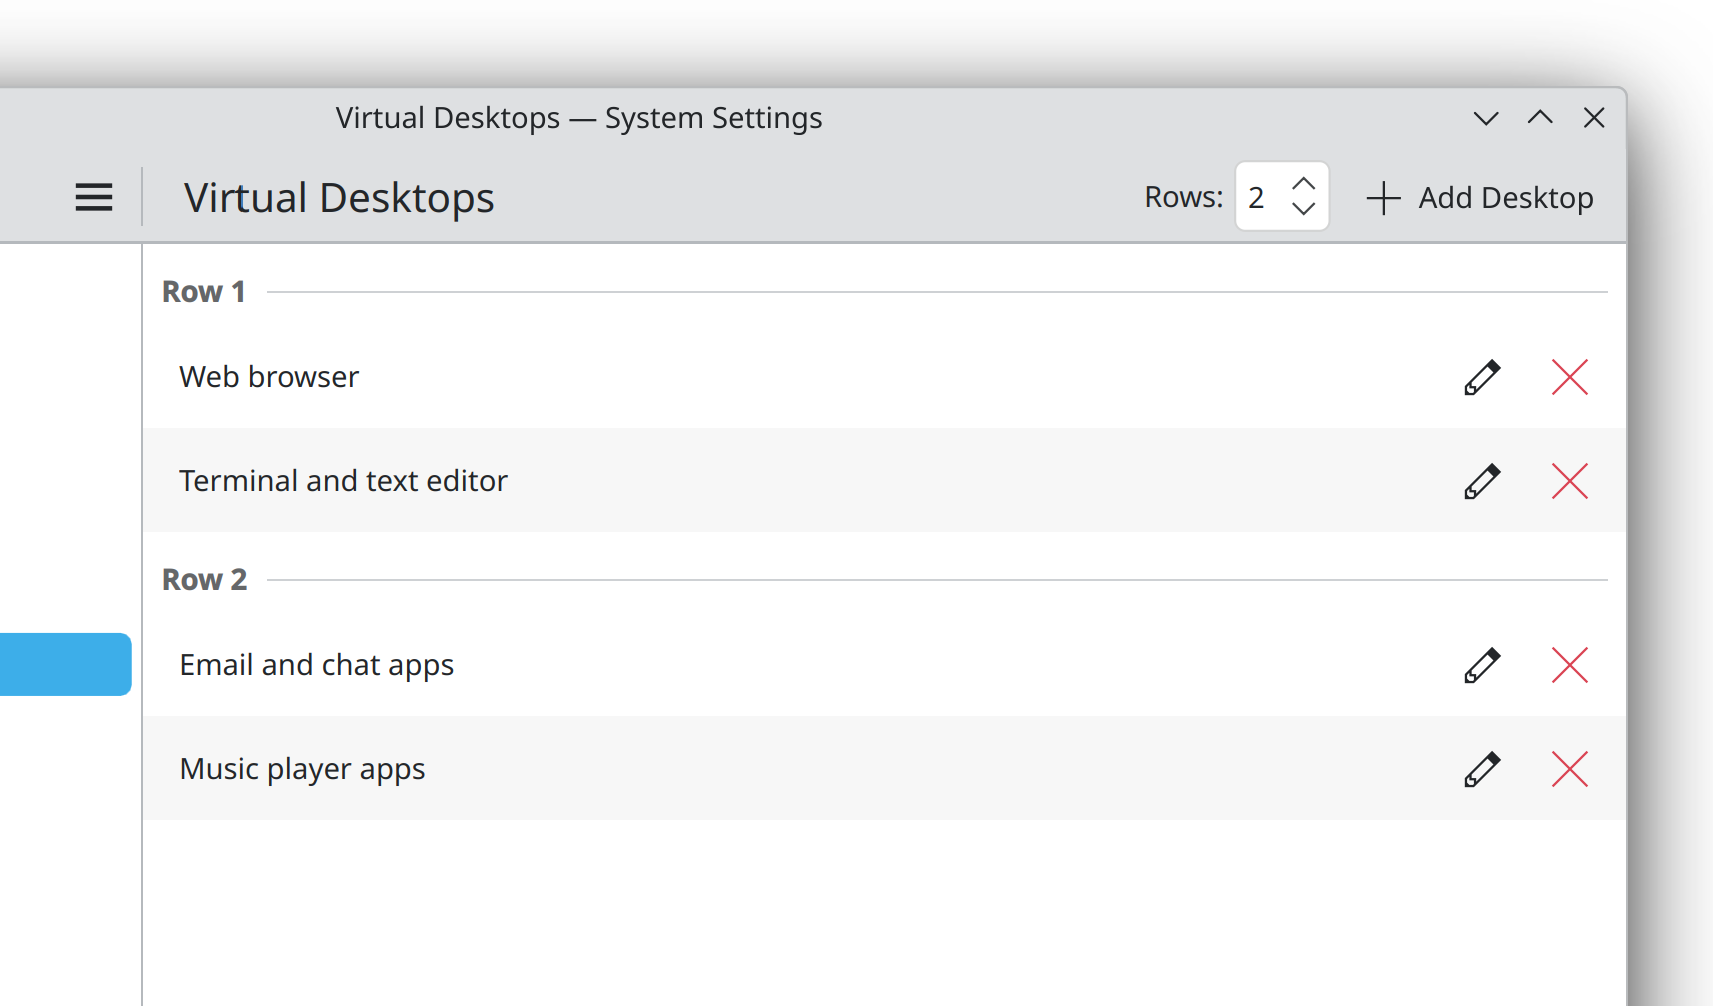 Virtual Desktops — System Settings
Virtual Desktops
Rows: 2
Add Desktop
Row 1
Web browser
Terminal and text editor
Row 2
Email and chat apps
Music player apps